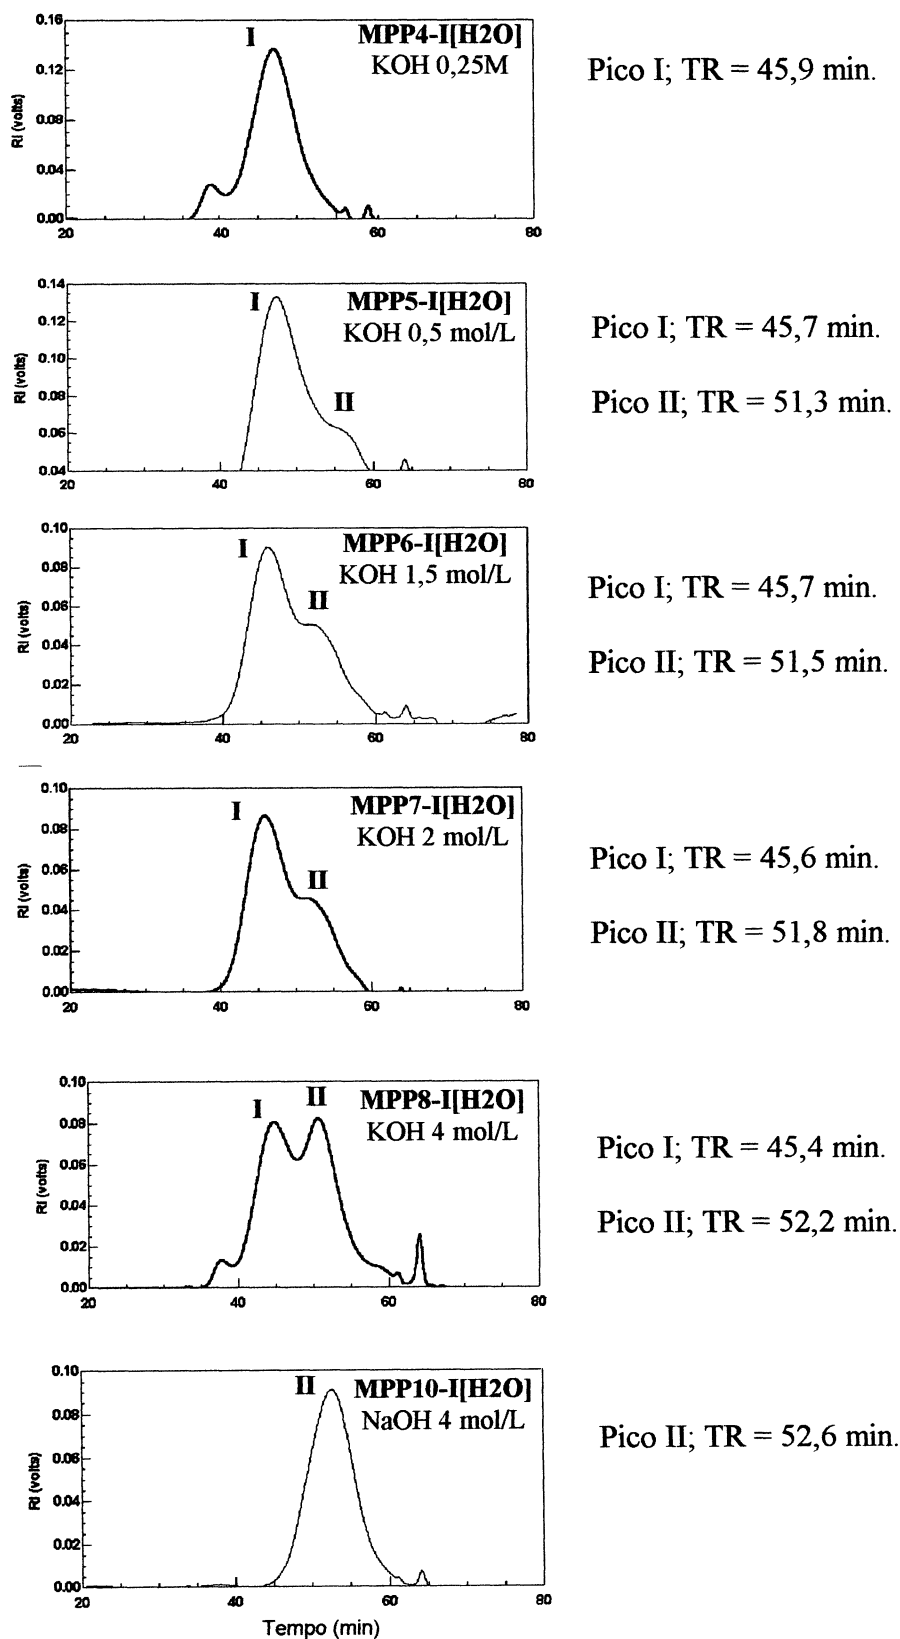 0.16
0.12
0.08
0.04
0.00
RI (volts)
20
40
60
80
I
MPP4-I[H2O]
KOH 0,25M
Pico I; TR = 45,9 min.
0.14
0.12
0.10
0.08
0.06
0.04
RI (volts)
20
40
60
80
I
II
MPP5-I[H2O]
KOH 0,5 mol/L
Pico I; TR = 45,7 min.
Pico II; TR = 51,3 min.
0.10
0.08
0.06
0.04
0.02
0.00
RI (volts)
20
40
60
80
I
II
MPP6-I[H2O]
KOH 1,5 mol/L
Pico I; TR = 45,7 min.
Pico II; TR = 51,5 min.
0.10
0.08
0.06
0.04
0.02
0.00
RI (volts)
20
40
60
80
I
II
MPP7-I[H2O]
KOH 2 mol/L
Pico I; TR = 45,6 min.
Pico II; TR = 51,8 min.
0.10
0.08
0.06
0.04
0.02
0.00
RI (volts)
20
40
60
80
I
II
MPP8-I[H2O]
KOH 4 mol/L
Pico I; TR = 45,4 min.
Pico II; TR = 52,2 min.
0.10
0.08
0.06
0.04
0.02
0.00
RI (volts)
20
40
60
80
II
MPP10-I[H2O]
NaOH 4 mol/L
Pico II; TR = 52,6 min.
Tempo (min)